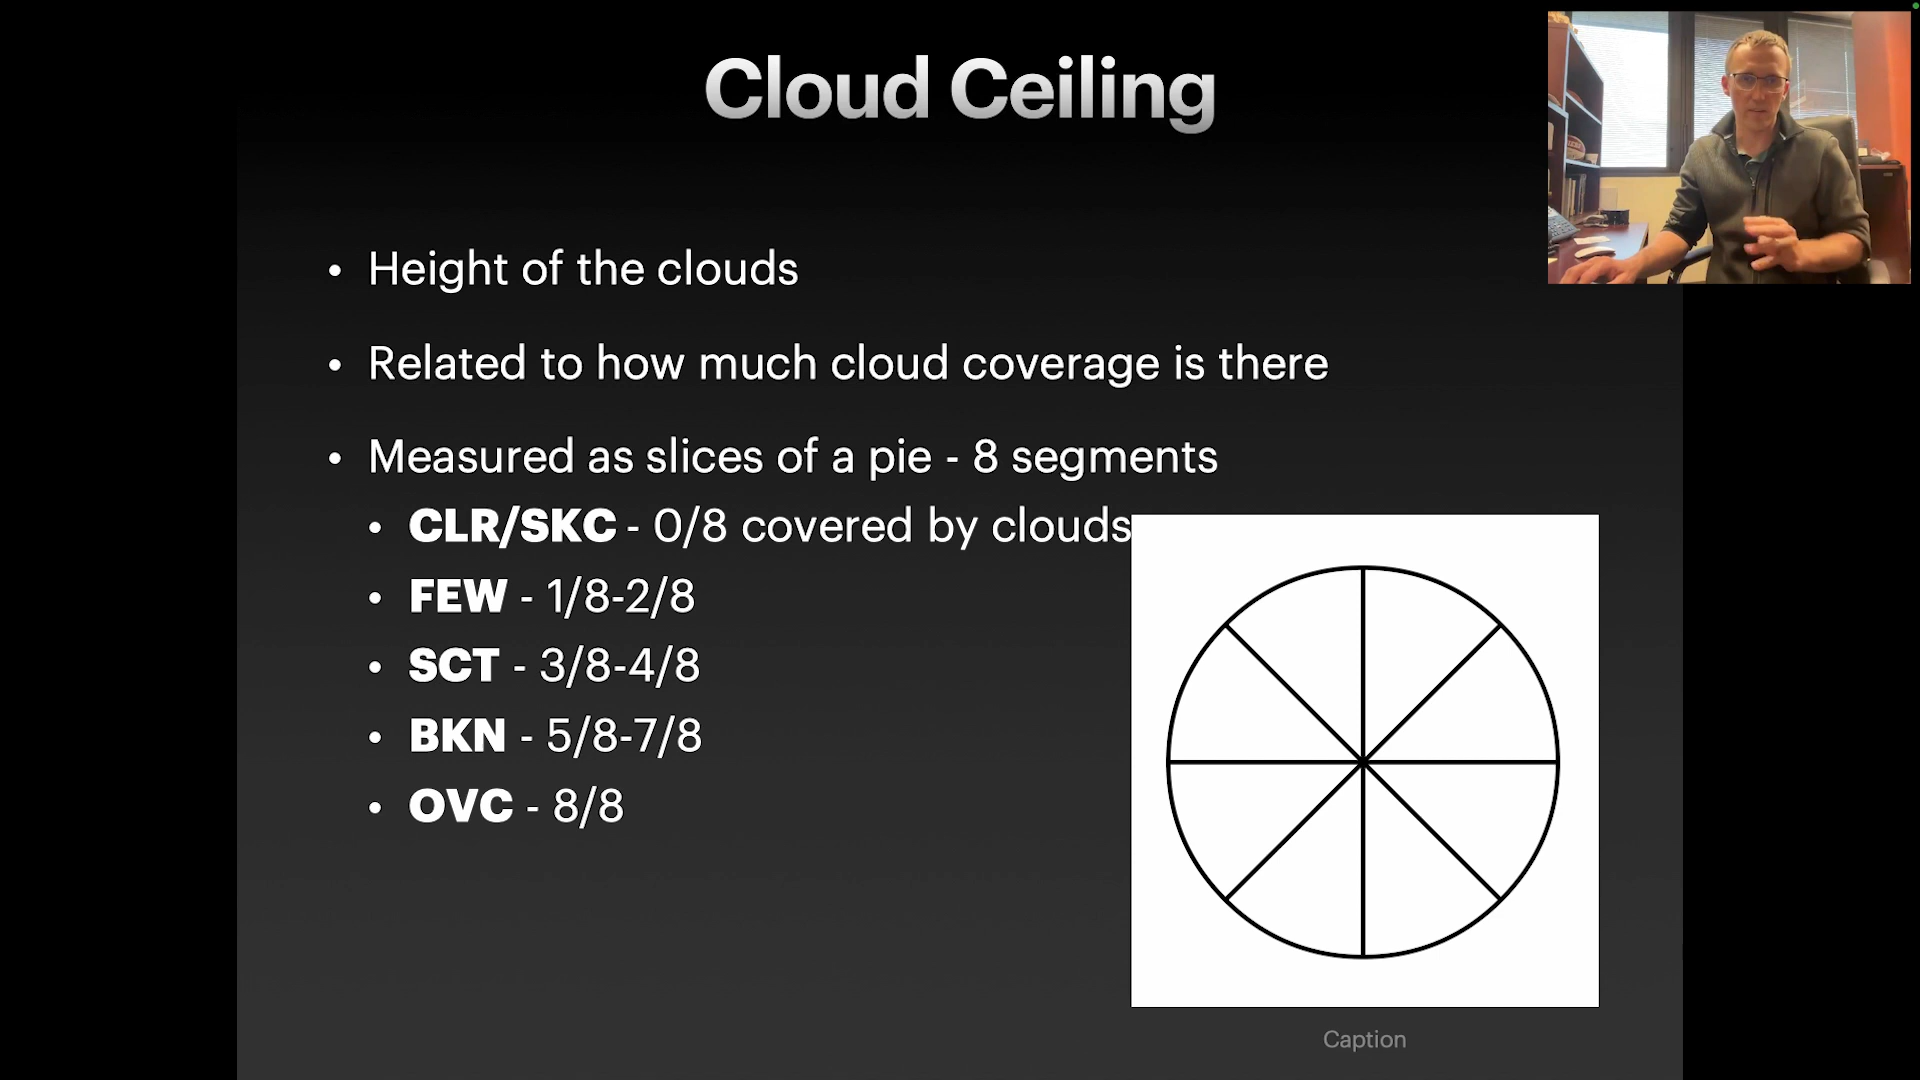 Cloud Ceiling
• Height of the clouds
• Related to how much cloud coverage is there
• Measured as slices of a pie - 8 segments
• CLR/SKC - 0/8 covered by clouds
• FEW - 1/8-2/8
• SCT - 3/8-4/8
• BKN - 5/8-7/8
• OVC - 8/8
Caption